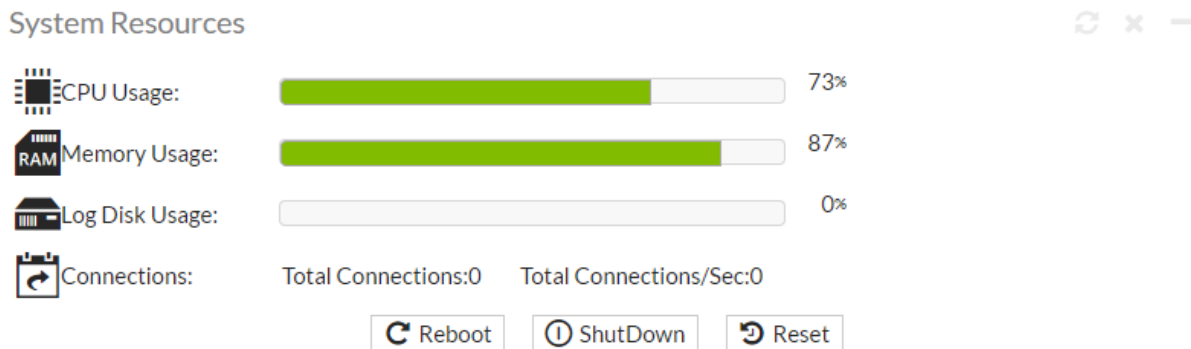 System Resources
CPU Usage: 73%
RAM Memory Usage: 87%
Log Disk Usage: 0%
Connections: Total Connections:0 Total Connections/Sec:0
Reboot ShutDown Reset